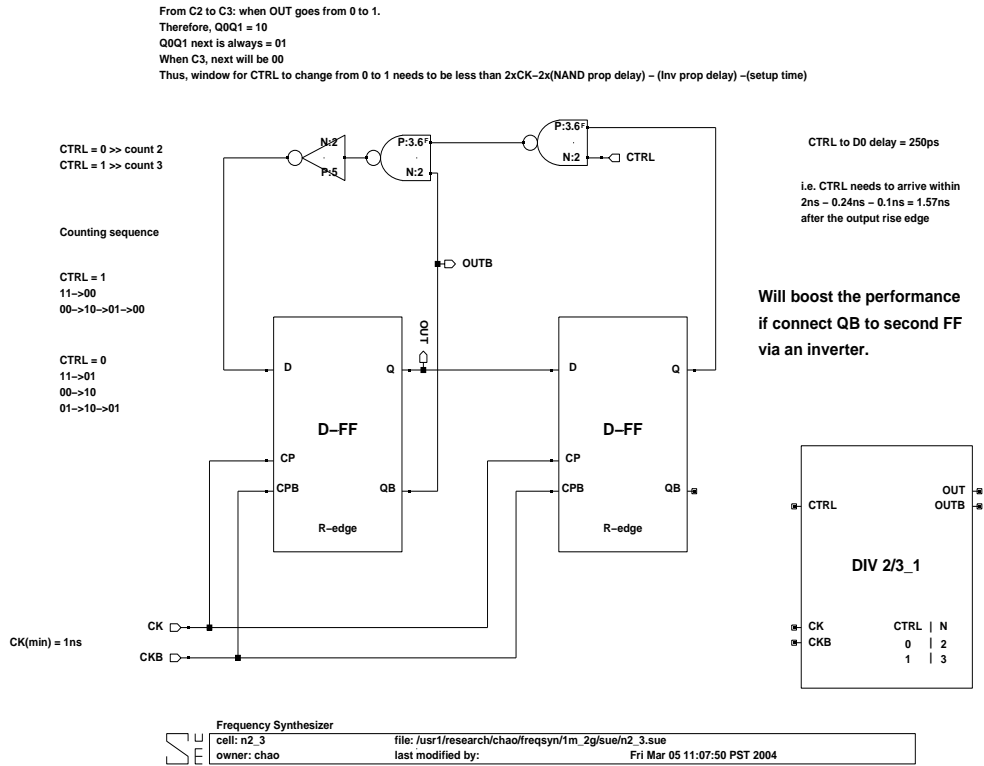 From C2 to C3: when OUT goes from 0 to 1.
Therefore, Q0Q1 = 10
Q0Q1 next is always = 01
When C3, next will be 00
Thus, window for CTRL to change from 0 to 1 needs to be less than 2xCK−2x(NAND prop delay) − (Inv prop delay) −(setup time)
CTRL = 0 >> count 2
CTRL = 1 >> count 3
N:2
P:5
P:3.6
F
N:2
P:3.6
F
N:2
CTRL
CTRL to D0 delay = 250ps
i.e. CTRL needs to arrive within
2ns − 0.24ns − 0.1ns = 1.57ns
after the output rise edge
Counting sequence
CTRL = 1
11−>00
00−>10−>01−>00
CTRL = 0
11−>01
00−>10
01−>10−>01
OUTB
OUT
Will boost the performance
if connect QB to second FF
via an inverter.
D
Q
D−FF
CP
CPB
QB
R−edge
D
Q
D−FF
CP
CPB
QB
R−edge
CTRL
OUT
OUTB
DIV 2/3_1
CK
CKB
CTRL | N
0 | 2
1 | 3
CK
CKB
CK(min) = 1ns
SUE
Frequency Synthesizer
cell: n2_3
file: /usr1/research/chao/freqsyn/1m_2g/sue/n2_3.sue
owner: chao
last modified by:
Fri Mar 05 11:07:50 PST 2004